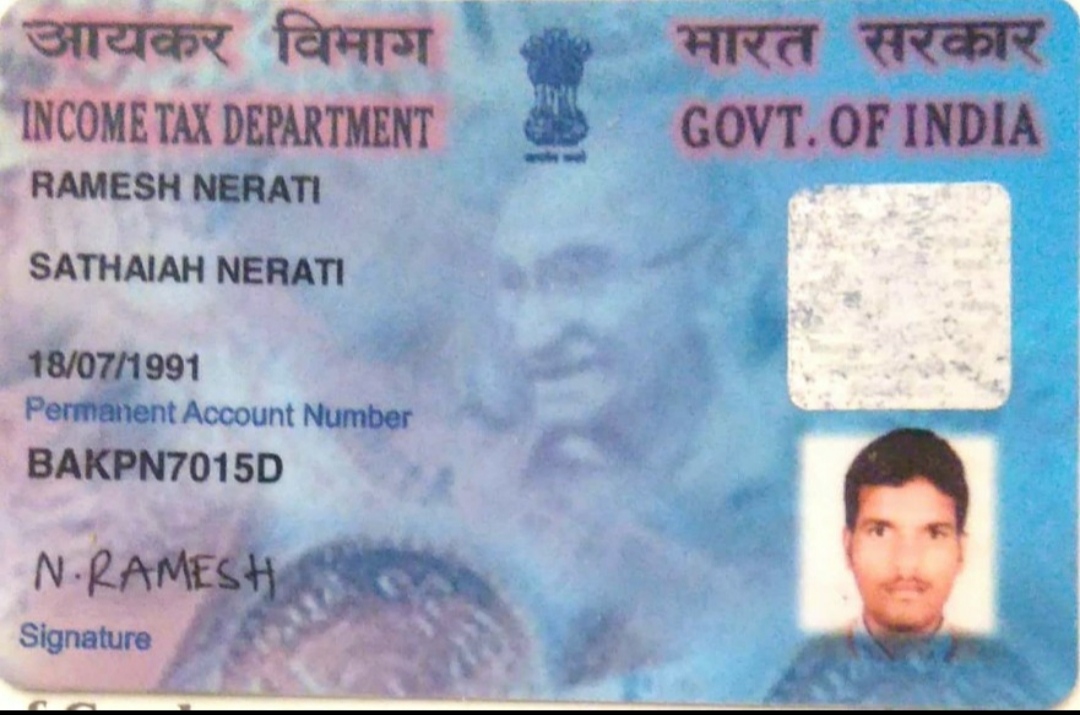 आयकर विभाग
भारत सरकार
INCOME TAX DEPARTMENT
GOVT. OF INDIA
RAMESH NERATI
SATHAIAH NERATI
18/07/1991
Permanent Account Number
BAKPN7015D
N.RAMESH
Signature